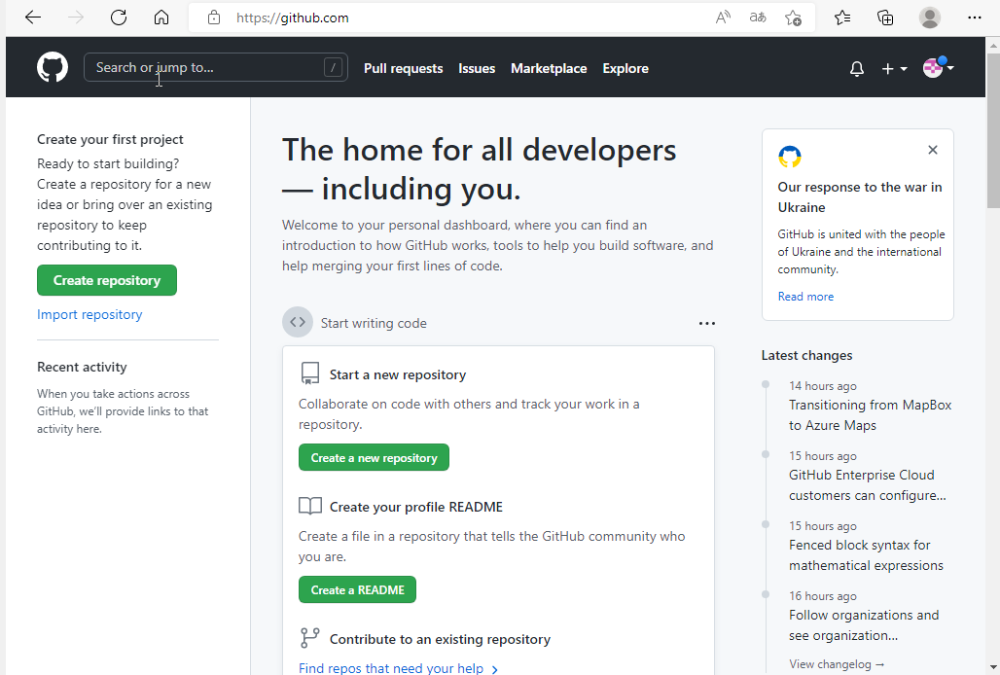 https://github.com
Search or jump to... /
Pull requests Issues Marketplace Explore
Create your first project
Ready to start building?
Create a repository for a new
idea or bring over an existing
repository to keep
contributing to it.
Create repository
Import repository
Recent activity
When you take actions across
GitHub, we'll provide links to that
activity here.
The home for all developers
— including you.
Welcome to your personal dashboard, where you can find an
introduction to how GitHub works, tools to help you build software, and
help merging your first lines of code.
Start writing code
Start a new repository
Collaborate on code with others and track your work in a
repository.
Create a new repository
Create your profile README
Create a file in a repository that tells the GitHub community who
you are.
Create a README
Contribute to an existing repository
Find repos that need your help
Our response to the war in
Ukraine
GitHub is united with the people
of Ukraine and the international
community.
Read more
Latest changes
14 hours ago
Transitioning from MapBox
to Azure Maps
15 hours ago
GitHub Enterprise Cloud
customers can configure...
15 hours ago
Fenced block syntax for
mathematical expressions
16 hours ago
Follow organizations and
see organization...
View changelog →